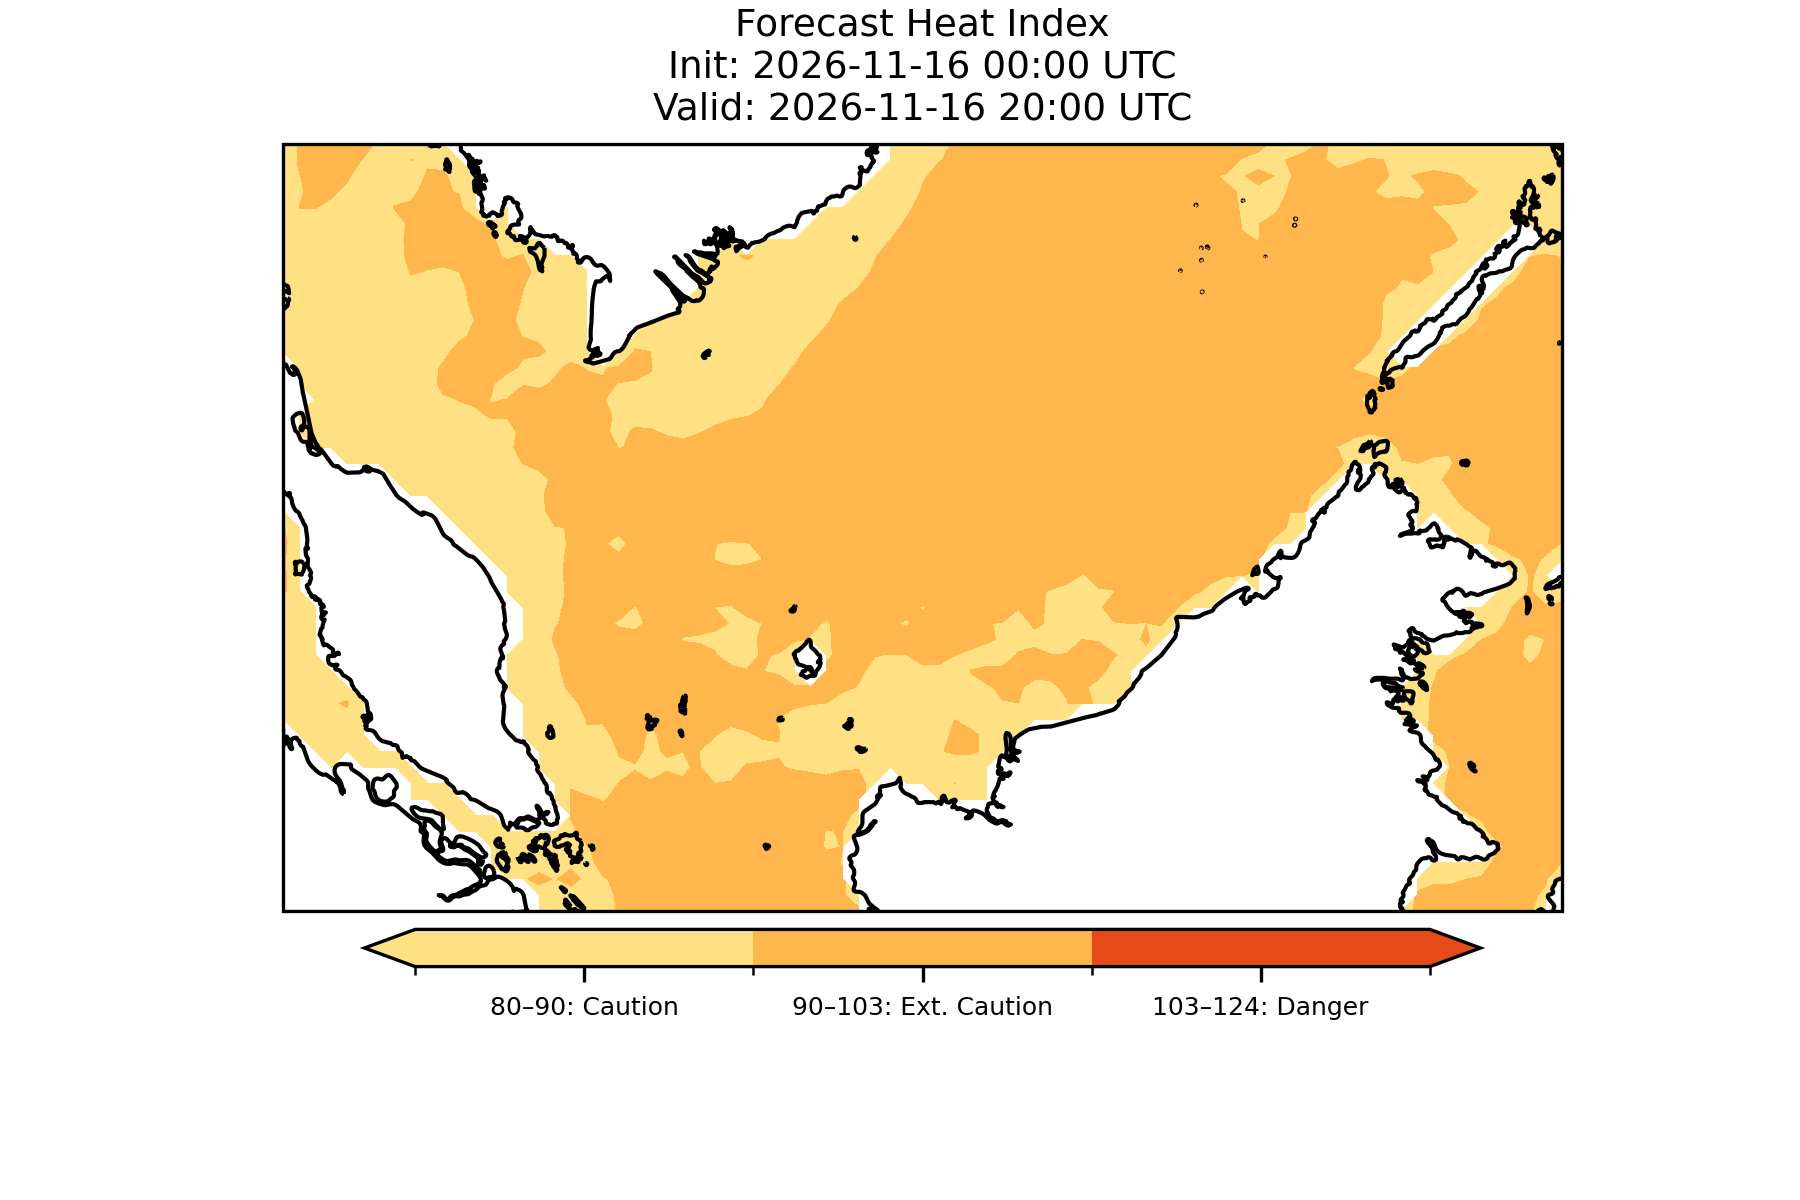 Forecast Heat Index
Init: 2026-11-16 00:00 UTC
Valid: 2026-11-16 20:00 UTC
80–90: Caution
90–103: Ext. Caution
103–124: Danger